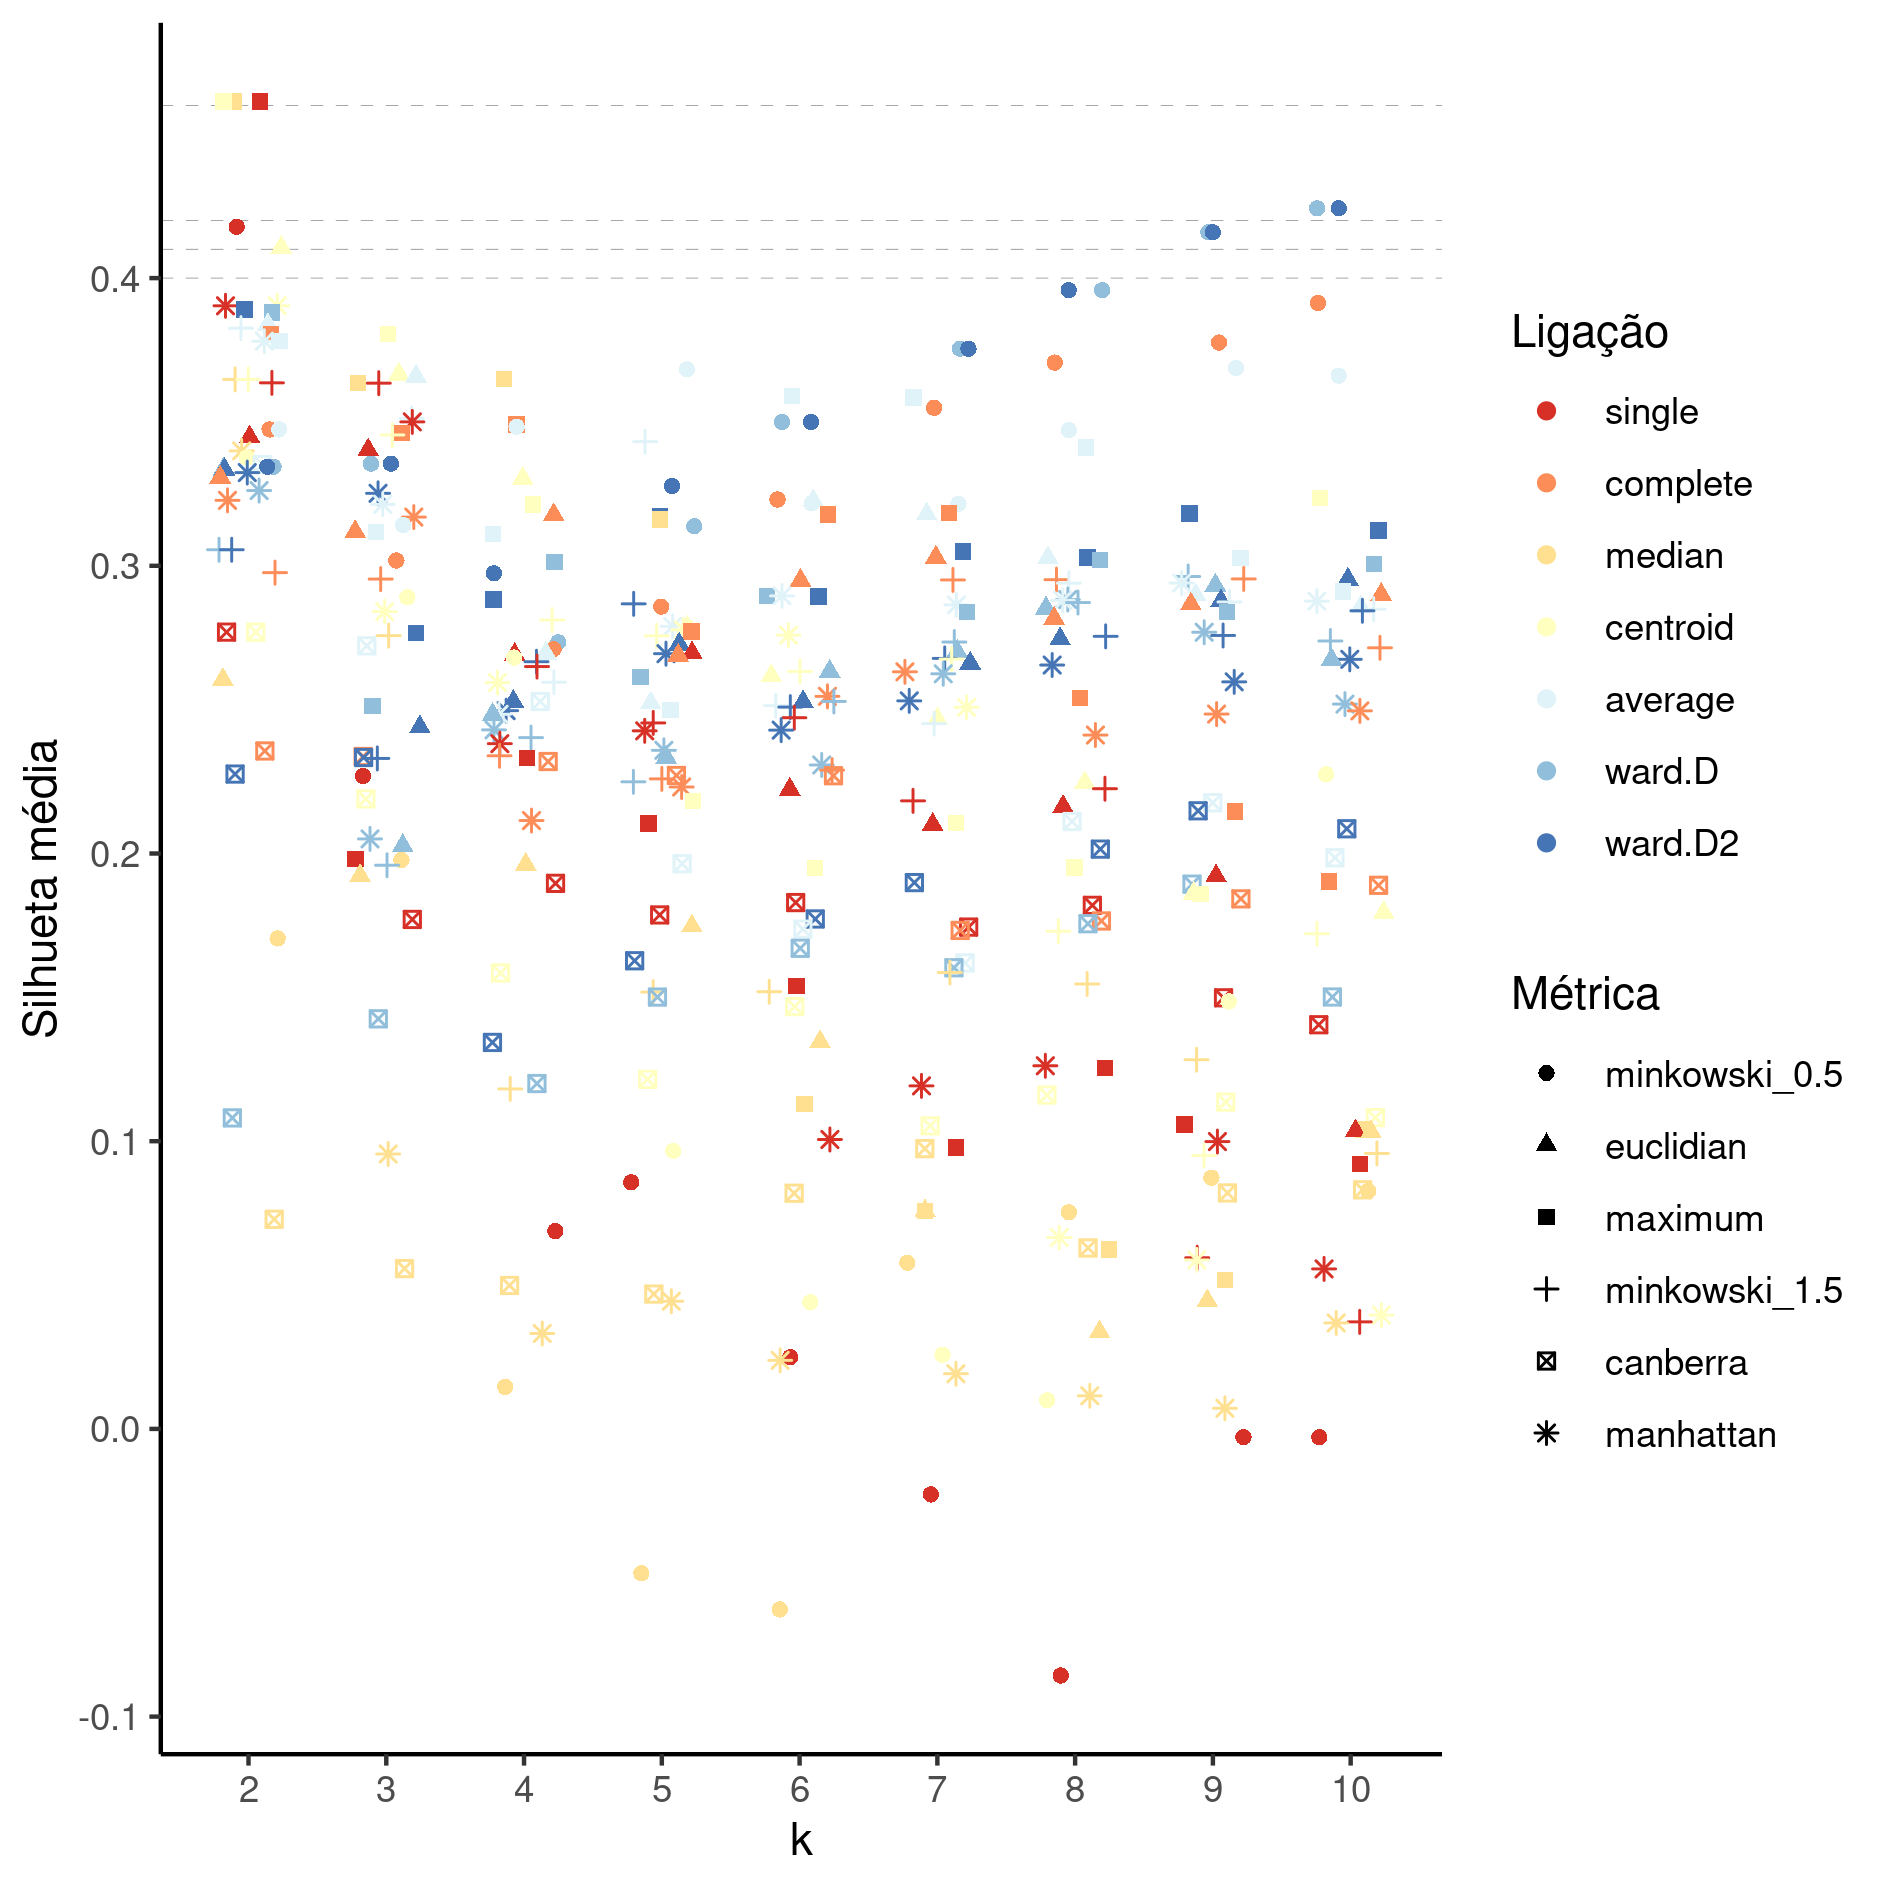 Silhueta média
0.4
0.3
0.2
0.1
0.0
-0.1
2 3 4 5 6 7 8 9 10
k
Ligação
single
complete
median
centroid
average
ward.D
ward.D2
Métrica
minkowski_0.5
euclidian
maximum
minkowski_1.5
canberra
manhattan